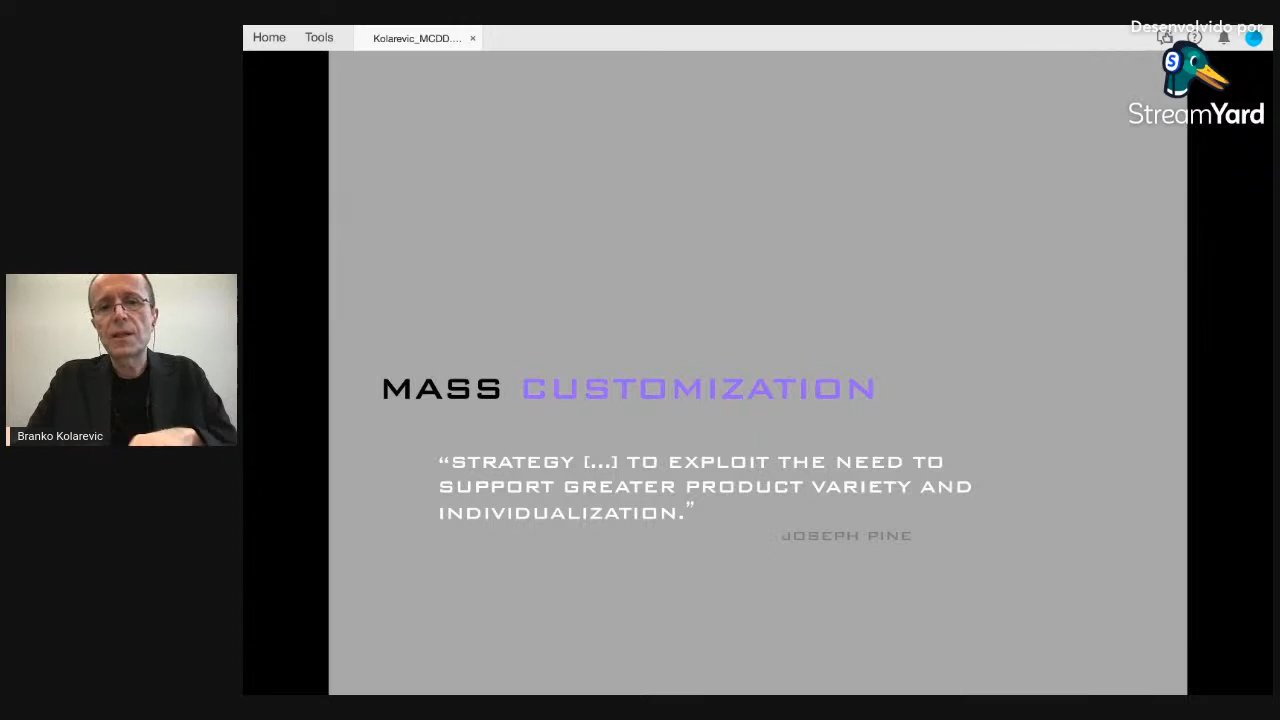 Home Tools Kolarevic_MCDD.... ×
Desenvolvido por
S
StreamYard
MASS CUSTOMIZATION
“STRATEGY [...] TO EXPLOIT THE NEED TO
SUPPORT GREATER PRODUCT VARIETY AND
INDIVIDUALIZATION.”
JOSEPH PINE
Branko Kolarevic